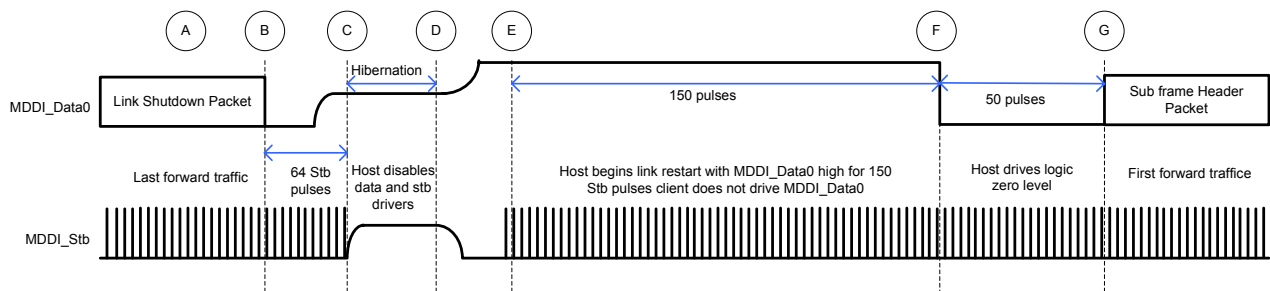 A
B
C
D
E
F
G
Hibernation
MDDI_Data0
Link Shutdown Packet
150 pulses
50 pulses
Sub frame Header
Packet
Last forward traffic
64 Stb
pulses
Host disables
data and stb
drivers
Host begins link restart with MDDI_Data0 high for 150
Stb pulses client does not drive MDDI_Data0
Host drives logic
zero level
First forward traffice
MDDI_Stb